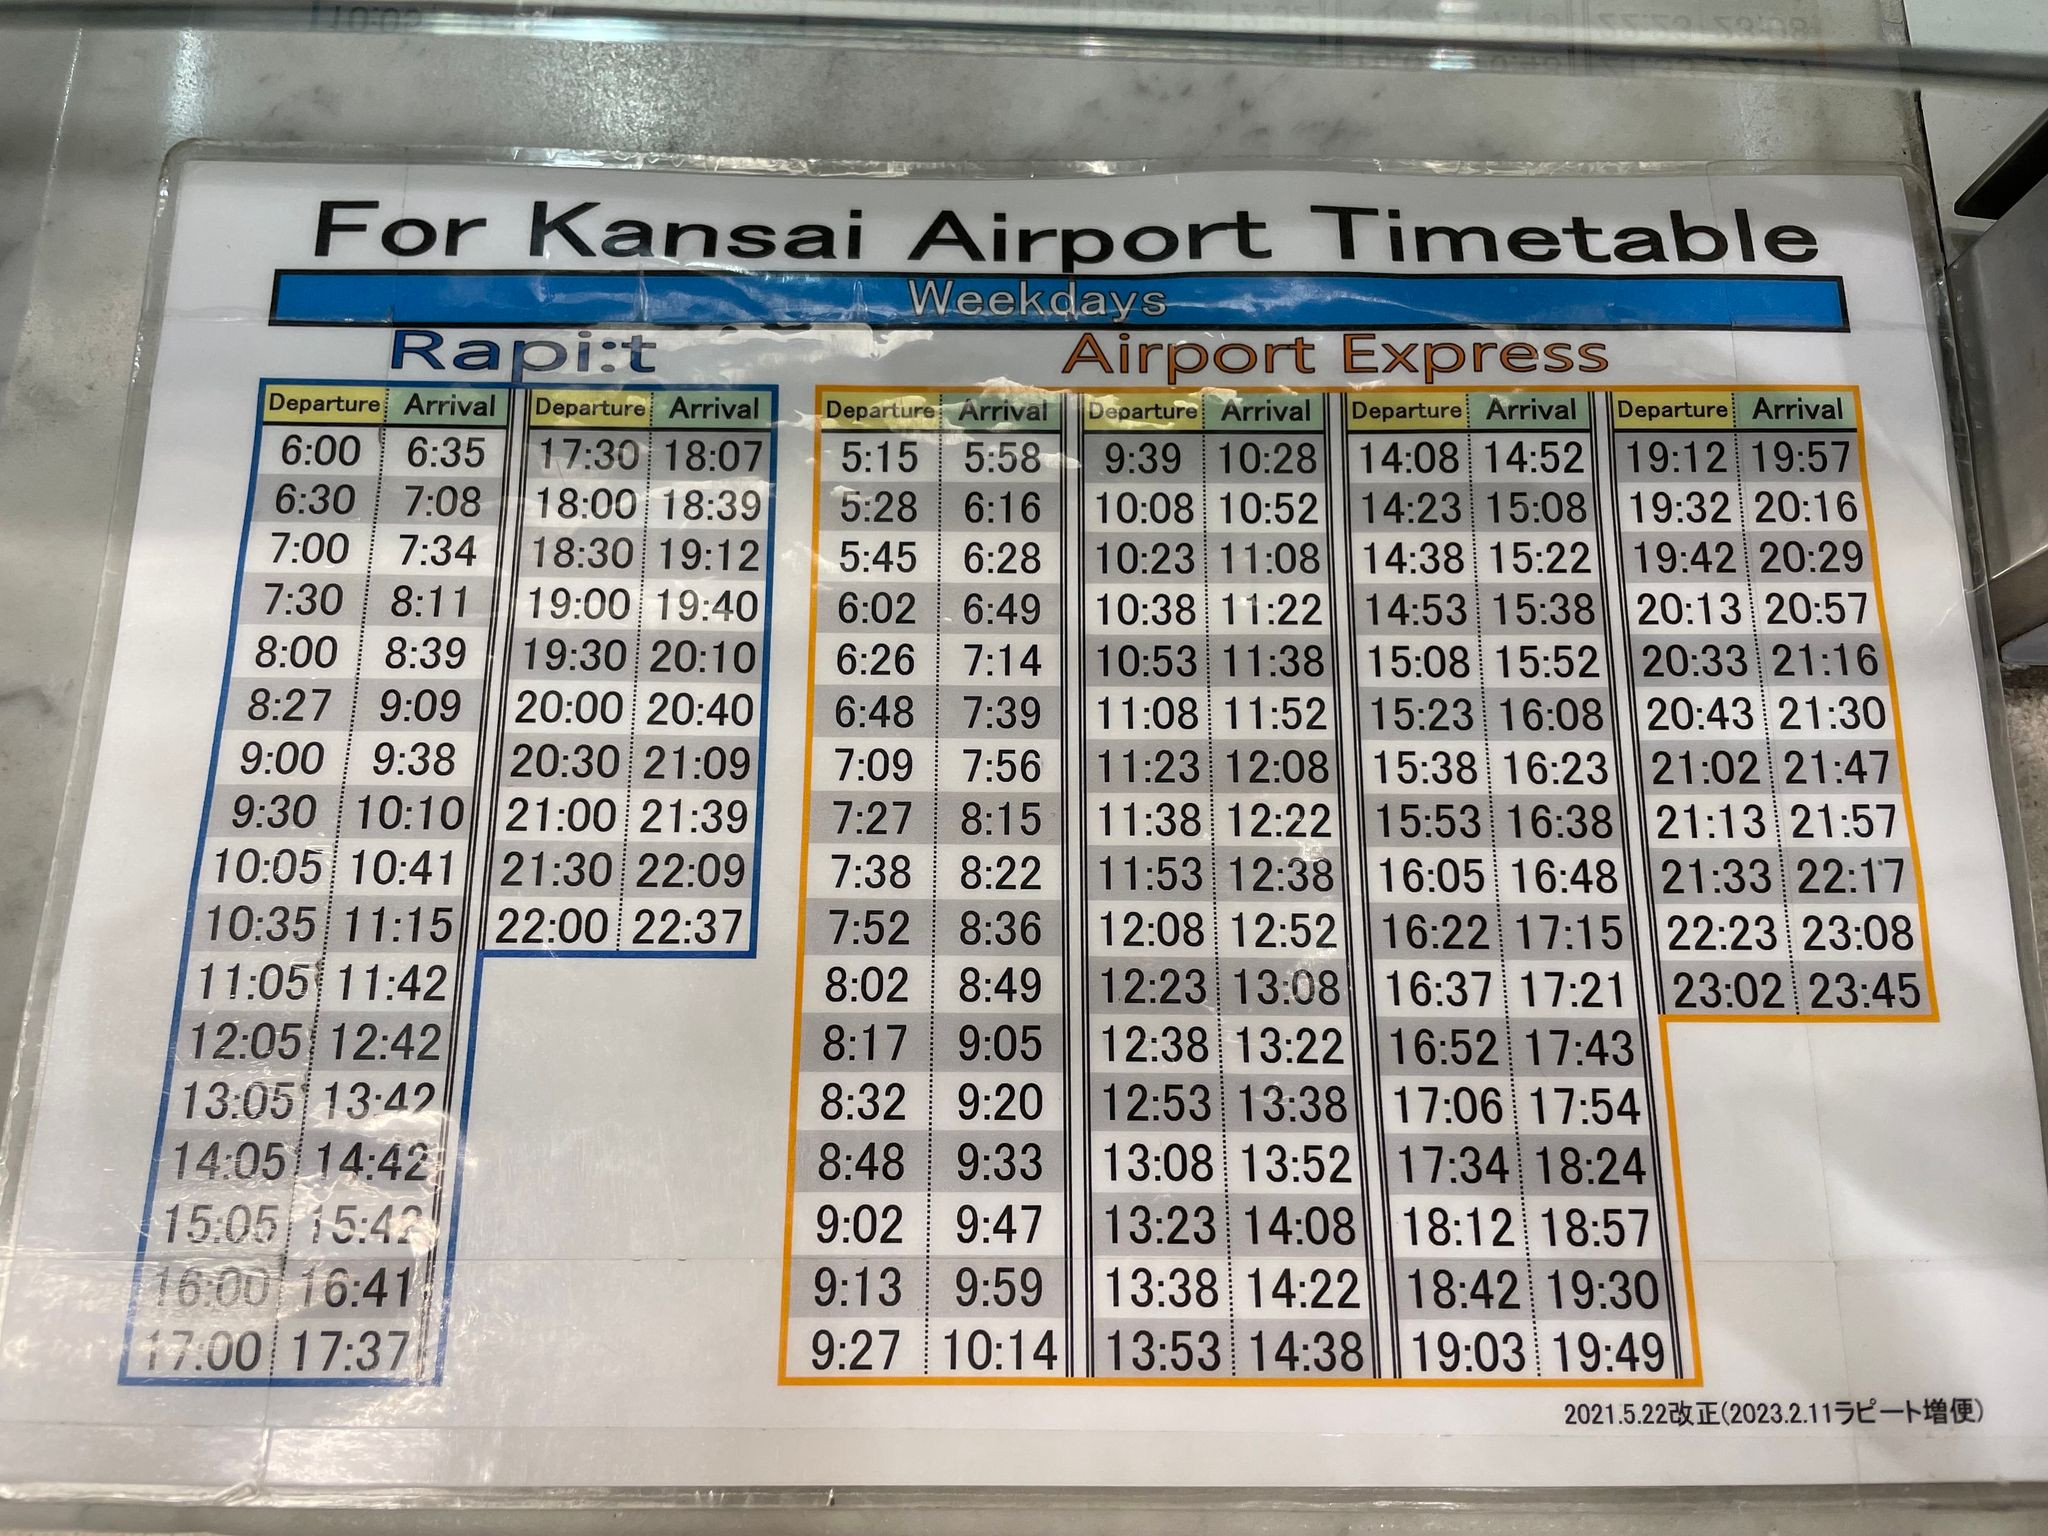 For Kansai Airport Timetable
Weekdays
Rapi:t Airport Express
Departure Arrival Departure Arrival Departure Arrival Departure Arrival Departure Arrival Departure Arrival
6:00 6:35 17:30 18:07 5:15 5:58 9:39 10:28 14:08 14:52 19:12 19:57
6:30 7:08 18:00 18:39 5:28 6:16 10:08 10:52 14:23 15:08 19:32 20:16
7:00 7:34 18:30 19:12 5:45 6:28 10:23 11:08 14:38 15:22 19:42 20:29
7:30 8:11 19:00 19:40 6:02 6:49 10:38 11:22 14:53 15:38 20:13 20:57
8:00 8:39 19:30 20:10 6:26 7:14 10:53 11:38 15:08 15:52 20:33 21:16
8:27 9:09 20:00 20:40 6:48 7:39 11:08 11:52 15:23 16:08 20:43 21:30
9:00 9:38 20:30 21:09 7:09 7:56 11:23 12:08 15:38 16:23 21:02 21:47
9:30 10:10 21:00 21:39 7:27 8:15 11:38 12:22 15:53 16:38 21:13 21:57
10:05 10:41 21:30 22:09 7:38 8:22 11:53 12:38 16:05 16:48 21:33 22:17
10:35 11:15 22:00 22:37 7:52 8:36 12:08 12:52 16:22 17:15 22:23 23:08
11:05 11:42 8:02 8:49 12:23 13:08 16:37 17:21 23:02 23:45
12:05 12:42 8:17 9:05 12:38 13:22 16:52 17:43
13:05 13:42 8:32 9:20 12:53 13:38 17:06 17:54
14:05 14:42 8:48 9:33 13:08 13:52 17:34 18:24
15:05 15:42 9:02 9:47 13:23 14:08 18:12 18:57
16:00 16:41 9:13 9:59 13:38 14:22 18:42 19:30
17:00 17:37 9:27 10:14 13:53 14:38 19:03 19:49
2021.5.22改正(2023.2.11ラピート増便)